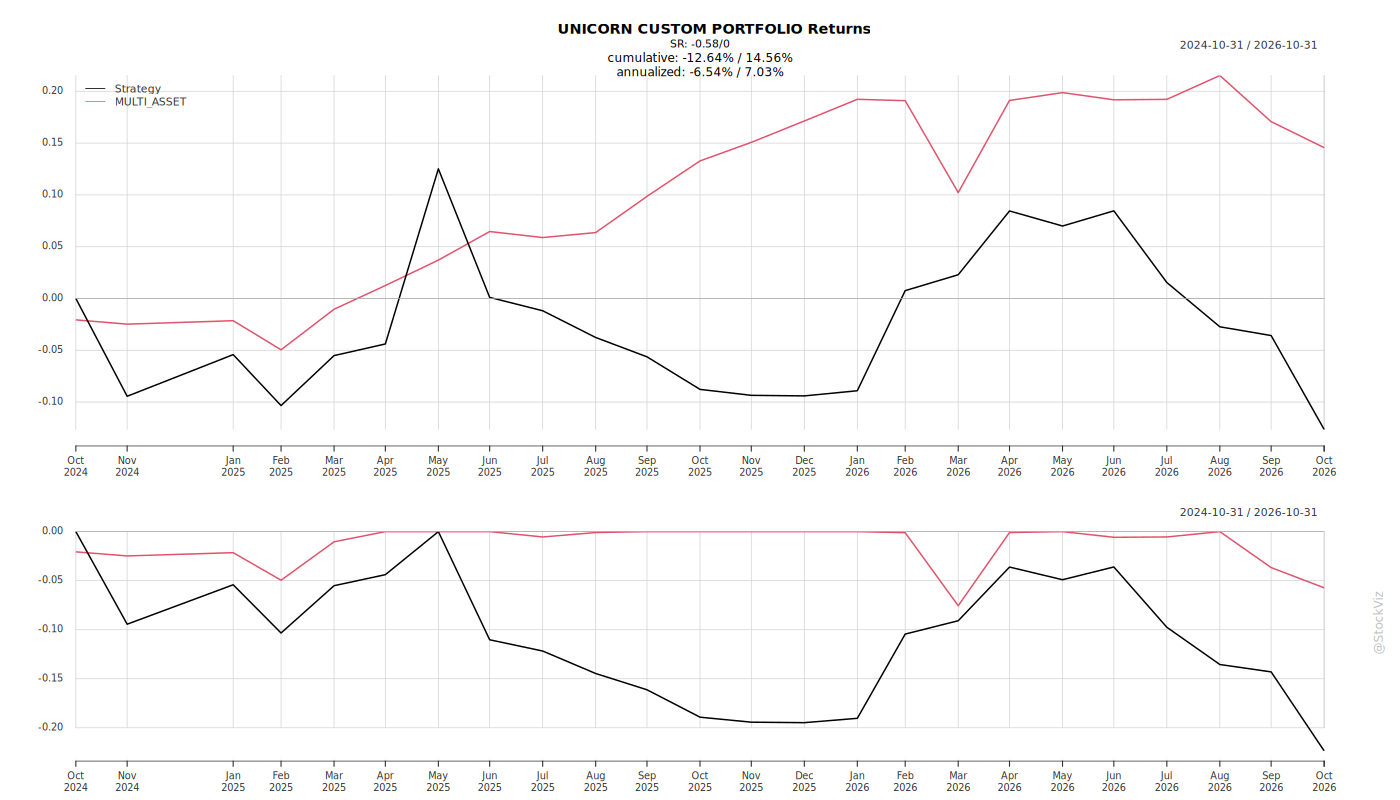 UNICORN CUSTOM PORTFOLIO Returns
SR: -0.58/0
cumulative: -12.64% / 14.56%
annualized: -6.54% / 7.03%
2024-10-31 / 2026-10-31
Strategy
MULTI_ASSET
0.20
0.15
0.10
0.05
0.00
-0.05
-0.10
Oct Nov Jan Feb Mar Apr May Jun Jul Aug Sep Oct Nov Dec Jan Feb Mar Apr May Jun Jul Aug Sep Oct
2024 2024 2025 2025 2025 2025 2025 2025 2025 2025 2025 2025 2025 2025 2026 2026 2026 2026 2026 2026 2026 2026 2026 2026
2024-10-31 / 2026-10-31
0.00
-0.05
-0.10
-0.15
-0.20
Oct Nov Jan Feb Mar Apr May Jun Jul Aug Sep Oct Nov Dec Jan Feb Mar Apr May Jun Jul Aug Sep Oct
2024 2024 2025 2025 2025 2025 2025 2025 2025 2025 2025 2025 2025 2025 2026 2026 2026 2026 2026 2026 2026 2026 2026 2026
@StockViz